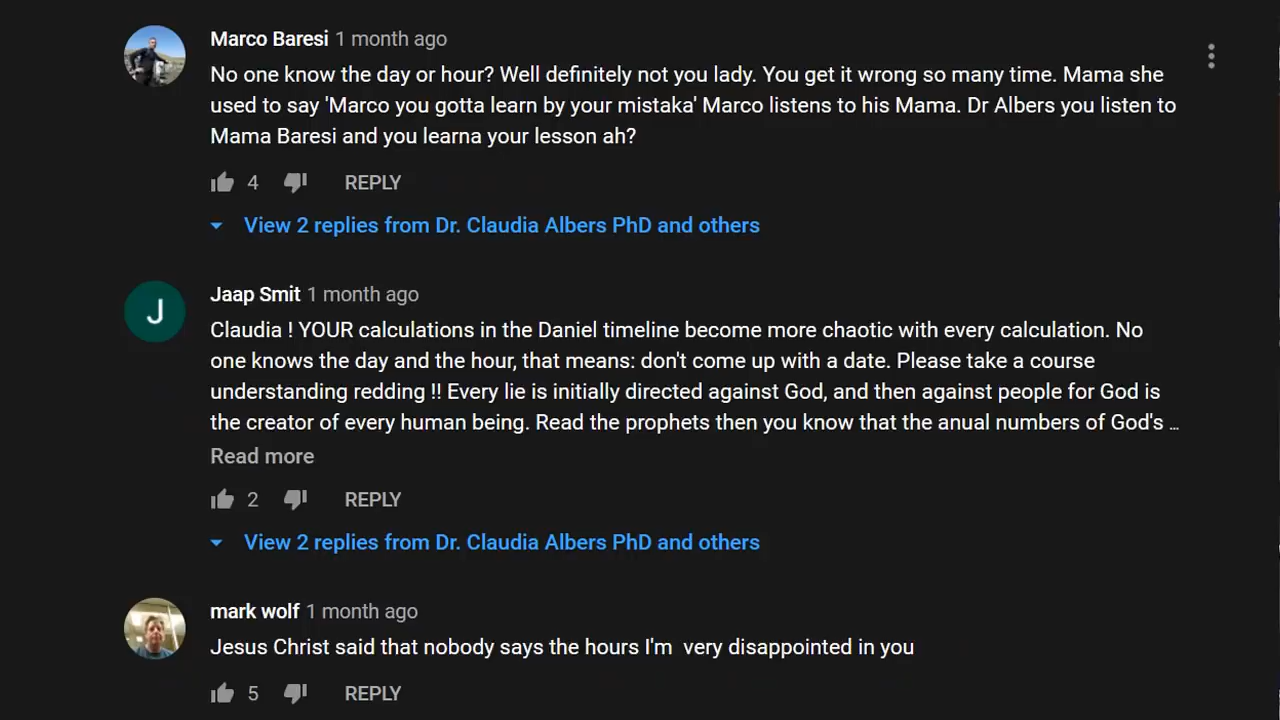 Marco Baresi 1 month ago
No one know the day or hour? Well definitely not you lady. You get it wrong so many time. Mama she
used to say 'Marco you gotta learn by your mistaka' Marco listens to his Mama. Dr Albers you listen to
Mama Baresi and you learna your lesson ah?
4 REPLY
View 2 replies from Dr. Claudia Albers PhD and others
J
Jaap Smit 1 month ago
Claudia ! YOUR calculations in the Daniel timeline become more chaotic with every calculation. No
one knows the day and the hour, that means: don't come up with a date. Please take a course
understanding redding !! Every lie is initially directed against God, and then against people for God is
the creator of every human being. Read the prophets then you know that the anual numbers of God's ...
Read more
2 REPLY
View 2 replies from Dr. Claudia Albers PhD and others
mark wolf 1 month ago
Jesus Christ said that nobody says the hours I'm  very disappointed in you
5 REPLY